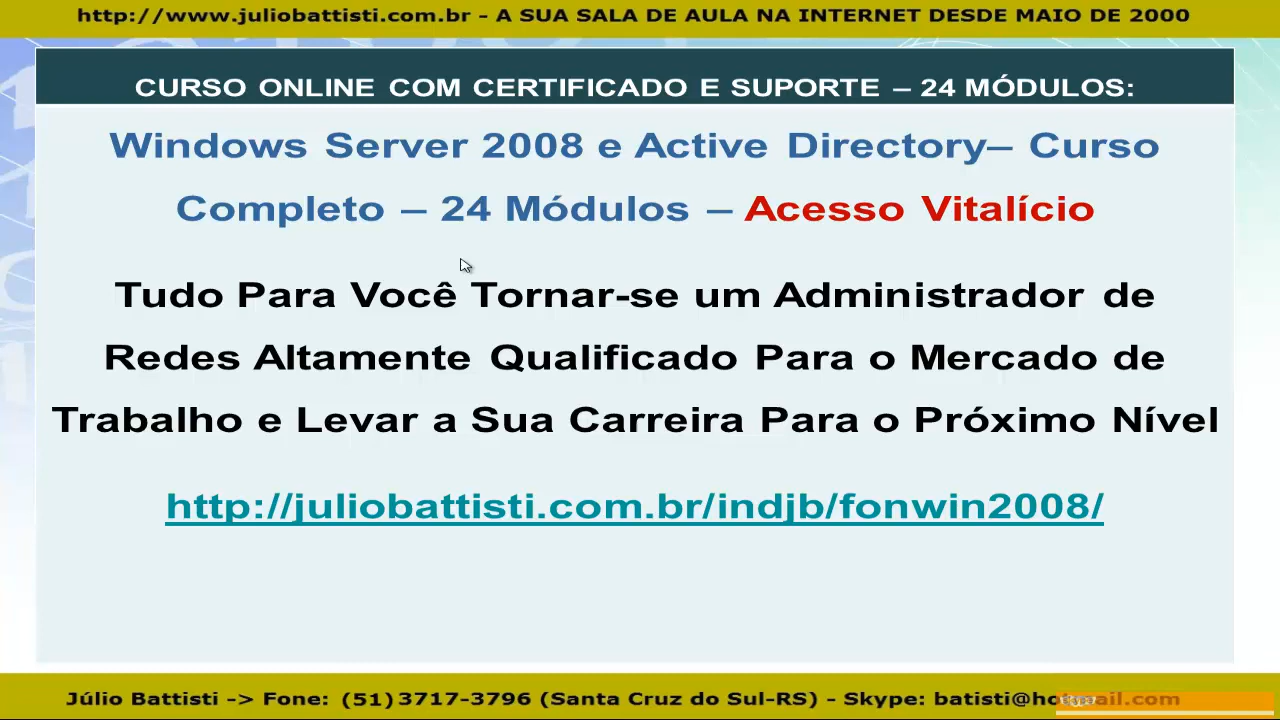 http://www.juliobattisti.com.br - A SUA SALA DE AULA NA INTERNET DESDE MAIO DE 2000
CURSO ONLINE COM CERTIFICADO E SUPORTE – 24 MÓDULOS:
Windows Server 2008 e Active Directory– Curso
Completo – 24 Módulos – Acesso Vitalício
Tudo Para Você Tornar-se um Administrador de
Redes Altamente Qualificado Para o Mercado de
Trabalho e Levar a Sua Carreira Para o Próximo Nível
http://juliobattisti.com.br/indjb/fonwin2008/
Júlio Battisti -> Fone: (51) 3717-3796 (Santa Cruz do Sul-RS) - Skype: batisti@hotmail.com